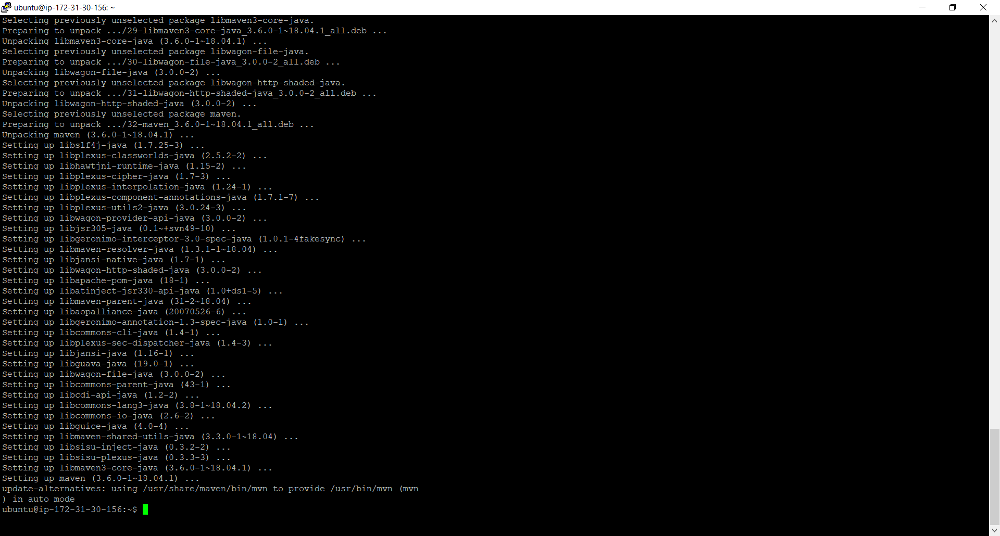 ubuntu@ip-172-31-30-156: ~
Selecting previously unselected package libmaven3-core-java.
Preparing to unpack .../29-libmaven3-core-java_3.6.0-1~18.04.1_all.deb ...
Unpacking libmaven3-core-java (3.6.0-1~18.04.1) ...
Selecting previously unselected package libwagon-file-java.
Preparing to unpack .../30-libwagon-file-java_3.0.0-2_all.deb ...
Unpacking libwagon-file-java (3.0.0-2) ...
Selecting previously unselected package libwagon-http-shaded-java.
Preparing to unpack .../31-libwagon-http-shaded-java_3.0.0-2_all.deb ...
Unpacking libwagon-http-shaded-java (3.0.0-2) ...
Selecting previously unselected package maven.
Preparing to unpack .../32-maven_3.6.0-1~18.04.1_all.deb ...
Unpacking maven (3.6.0-1~18.04.1) ...
Setting up libslf4j-java (1.7.25-3) ...
Setting up libplexus-classworlds-java (2.5.2-2) ...
Setting up libhawtjni-runtime-java (1.15-2) ...
Setting up libplexus-cipher-java (1.7-3) ...
Setting up libplexus-interpolation-java (1.24-1) ...
Setting up libplexus-component-annotations-java (1.7.1-7) ...
Setting up libplexus-utils2-java (3.0.24-3) ...
Setting up libwagon-provider-api-java (3.0.0-2) ...
Setting up libjsr305-java (0.1~+svn49-10) ...
Setting up libgeronimo-interceptor-3.0-spec-java (1.0.1-4fakesync) ...
Setting up libmaven-resolver-java (1.3.1-1~18.04) ...
Setting up libjansi-native-java (1.7-1) ...
Setting up libwagon-http-shaded-java (3.0.0-2) ...
Setting up libapache-pom-java (18-1) ...
Setting up libatinject-jsr330-api-java (1.0+ds1-5) ...
Setting up libmaven-parent-java (31-2~18.04) ...
Setting up libaopalliance-java (20070526-6) ...
Setting up libgeronimo-annotation-1.3-spec-java (1.0-1) ...
Setting up libcommons-cli-java (1.4-1) ...
Setting up libplexus-sec-dispatcher-java (1.4-3) ...
Setting up libjansi-java (1.16-1) ...
Setting up libguava-java (19.0-1) ...
Setting up libwagon-file-java (3.0.0-2) ...
Setting up libcommons-parent-java (43-1) ...
Setting up libcdi-api-java (1.2-2) ...
Setting up libcommons-lang3-java (3.8-1~18.04.2) ...
Setting up libcommons-io-java (2.6-2) ...
Setting up libguice-java (4.0-4) ...
Setting up libmaven-shared-utils-java (3.3.0-1~18.04) ...
Setting up libsisu-inject-java (0.3.2-2) ...
Setting up libsisu-plexus-java (0.3.3-3) ...
Setting up libmaven3-core-java (3.6.0-1~18.04.1) ...
Setting up maven (3.6.0-1~18.04.1) ...
update-alternatives: using /usr/share/maven/bin/mvn to provide /usr/bin/mvn (mvn
) in auto mode
ubuntu@ip-172-31-30-156:~$